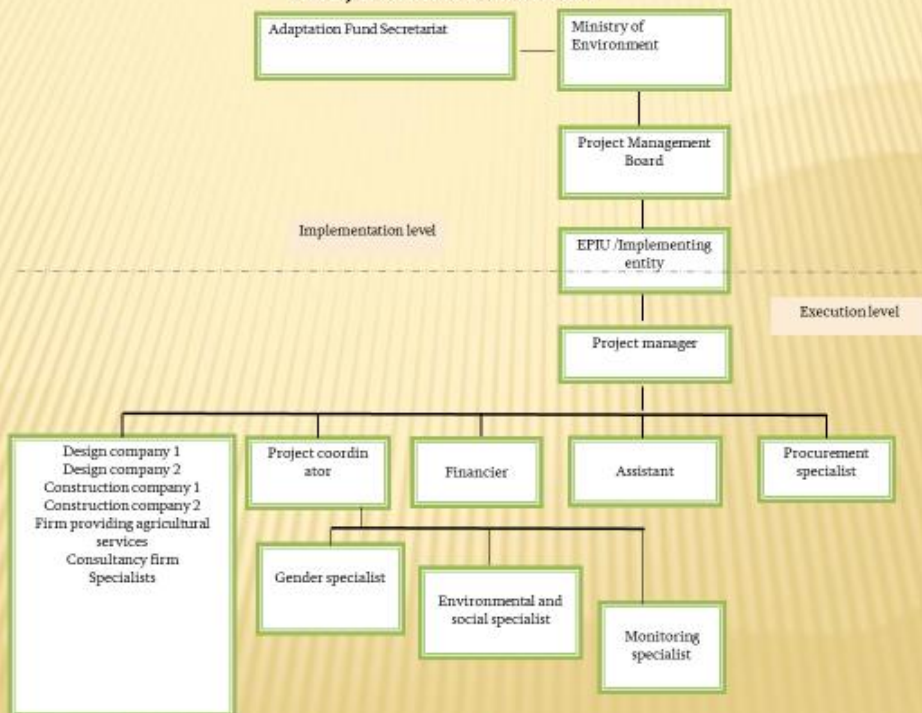 Adaptation Fund Secretariat
Ministry of
Environment
Project Management
Board
Implementation level
EPIU /Implementing
entity
Execution level
Project manager
Design company 1
Design company 2
Construction company 1
Construction company 2
Firm providing agricultural
services
Consultancy firm
Specialists
Project coordin
ator
Financier
Assistant
Procurement
specialist
Gender specialist
Environmental and
social specialist
Monitoring
specialist